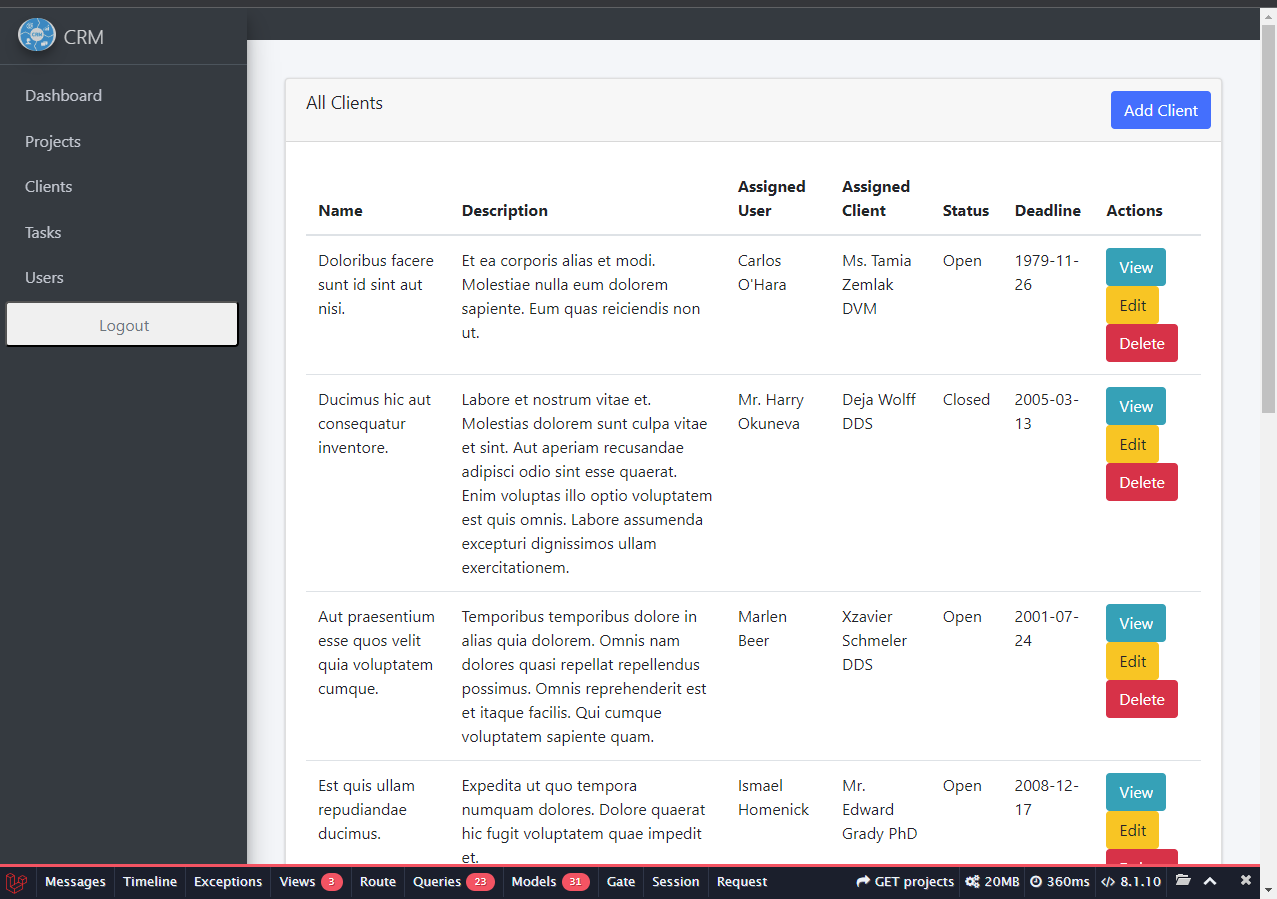 CRM
Dashboard
Projects
Clients
Tasks
Users
Logout
All Clients
Add Client
Name Description Assigned User Assigned Client Status Deadline Actions
Doloribus facere Et ea corporis alias et modi. Carlos Ms. Tamia Open 1979-11- View
sunt id sint aut Molestiae nulla eum dolorem O'Hara Zemlak 26
nisi. sapiente. Eum quas reiciendis non DVM Edit
ut.
Delete
Ducimus hic aut Labore et nostrum vitae et. Mr. Harry Deja Wolff Closed 2005-03- View
consequatur Molestias dolorem sunt culpa vitae Okuneva DDS 13
inventore. et sint. Aut aperiam recusandae Edit
adipisci odio sint esse quaerat.
Delete
Enim voluptas illo optio voluptatem
est quis omnis. Labore assumenda
excepturi dignissimos ullam
exercitationem.
Aut praesentium Temporibus temporibus dolore in Marlen Xzavier Open 2001-07- View
esse quos velit alias quia dolorem. Omnis nam Beer Schmeler 24
quia voluptatem dolores quasi repellat repellendus DDS Edit
cumque. possimus. Omnis reprehenderit est
Delete
et itaque facilis. Qui cumque
voluptatem sapiente quam.
Est quis ullam Expedita ut quo tempora Ismael Mr. Open 2008-12- View
repudiandae numquam dolores. Dolore quaerat Homenick Edward 17
ducimus. hic fugit voluptatem quae impedit Grady PhD Edit
et.
Messages Timeline Exceptions Views 3 Route Queries 23 Models 31 Gate Session Request GET projects 20MB 360ms 8.1.10